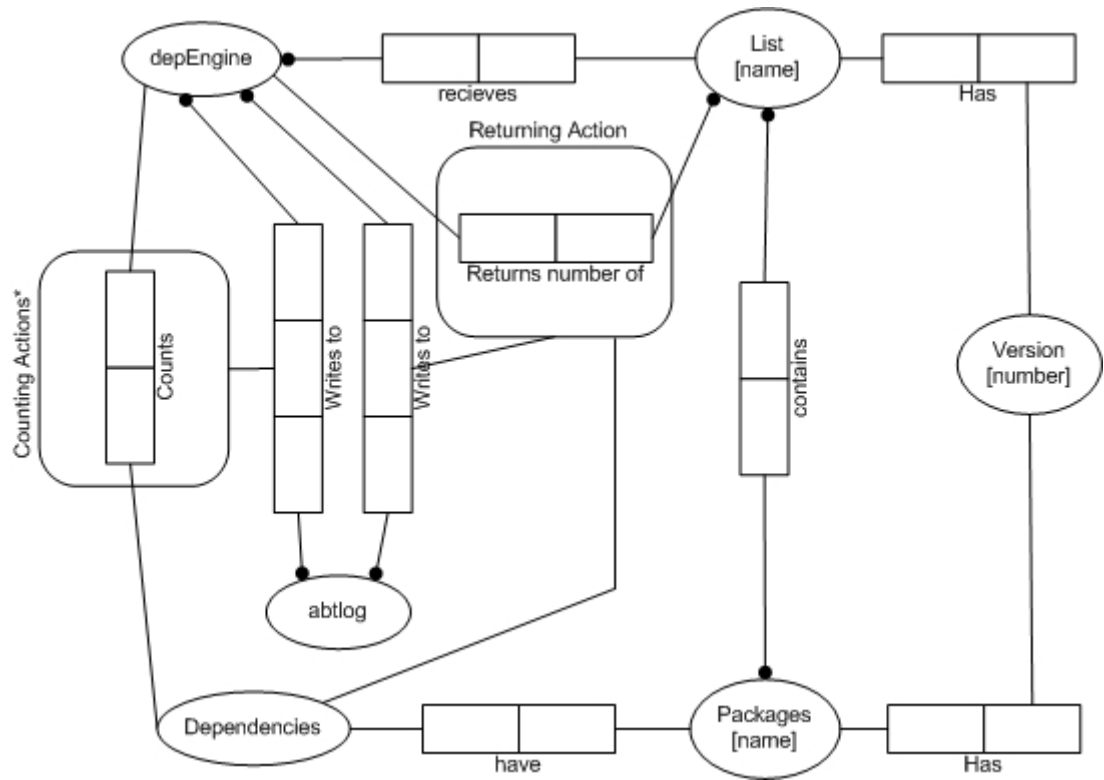 depEngine
List
[name]
recieves
Has
Returning Action
Returns number of
Counting Actions*
Counts
Writes to
Writes to
contains
Version
[number]
abtlog
Dependencies
have
Packages
[name]
Has